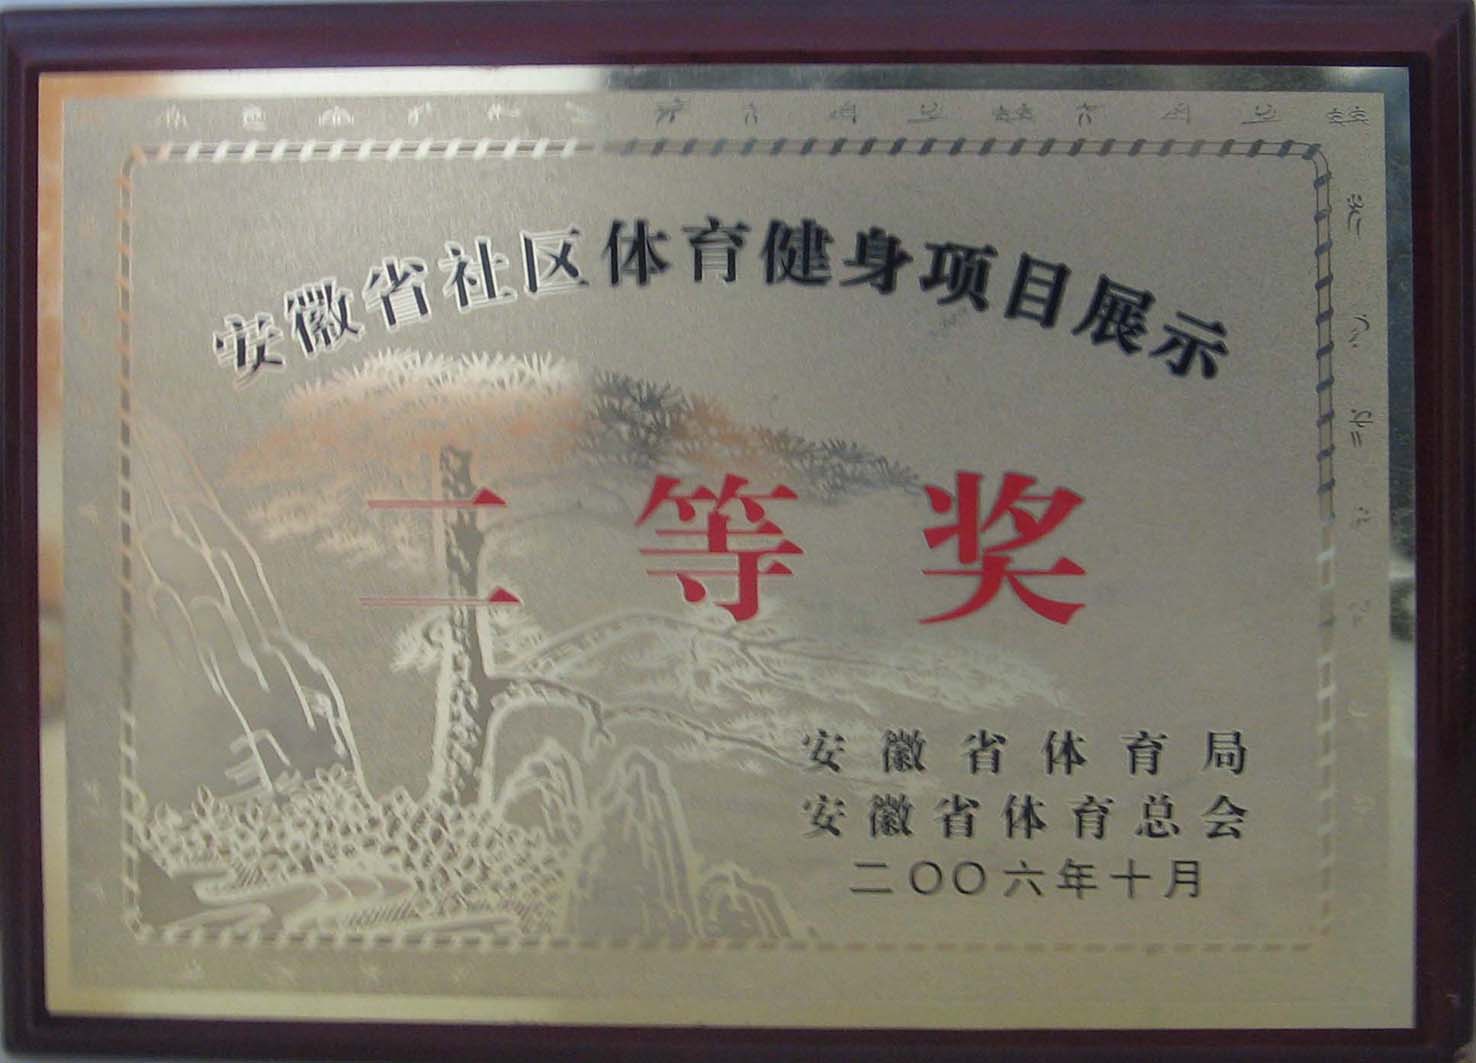 安徽省社区体育健身项目展示
二等奖
安徽省体育局
安徽省体育总会
二〇〇六年十月